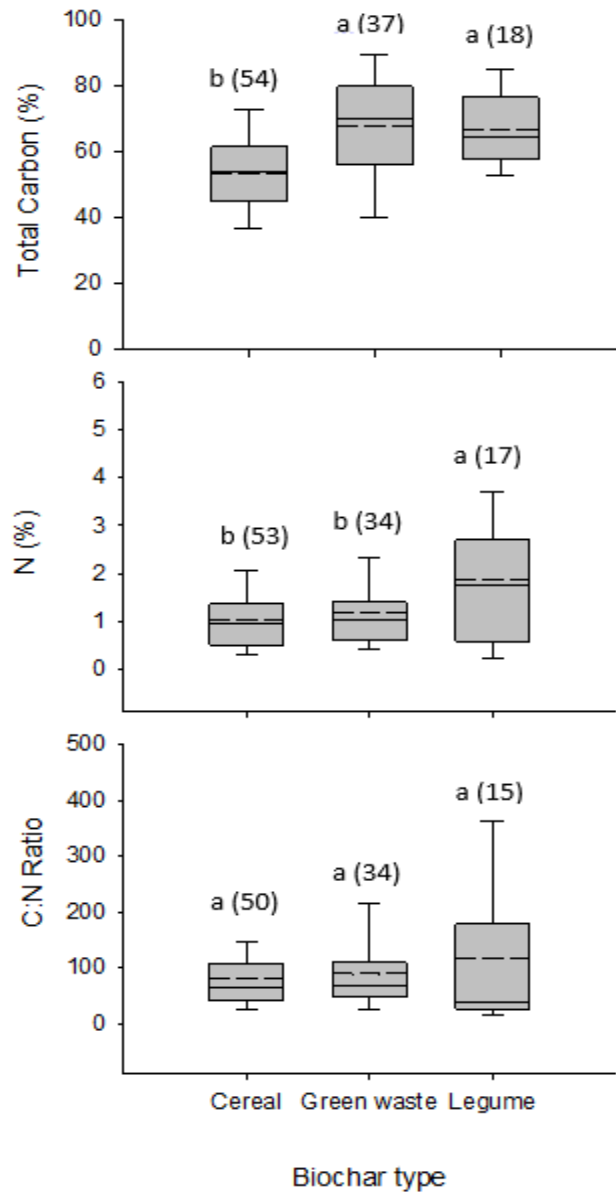 Total Carbon (%)
100
80
60
40
20
0
b (54)
a (37)
a (18)
N (%)
6
5
4
3
2
1
0
b (53)
b (34)
a (17)
C:N Ratio
500
400
300
200
100
0
a (50)
a (34)
a (15)
Cereal Green waste Legume
Biochar type